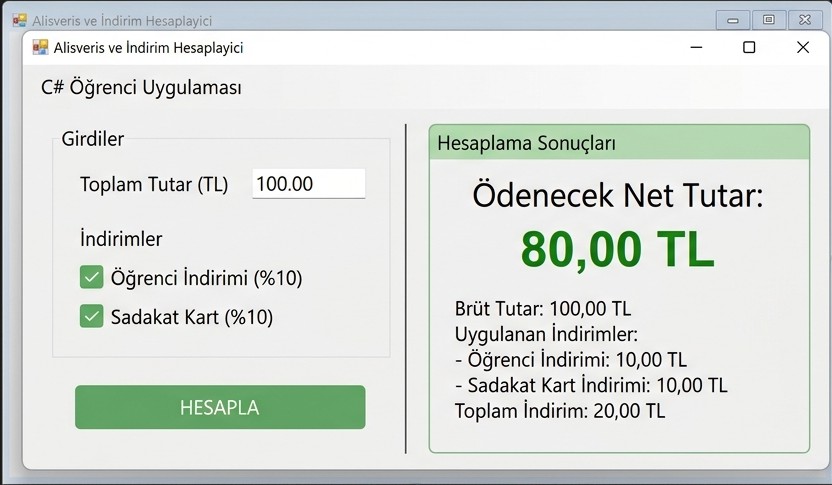 Alisveris ve İndirim Hesaplayici
Alisveris ve İndirim Hesaplayici
C# Öğrenci Uygulaması
Girdiler
Toplam Tutar (TL) 100.00
İndirimler
Öğrenci İndirimi (%10)
Sadakat Kart (%10)
HESAPLA
Hesaplama Sonuçları
Ödenecek Net Tutar:
80,00 TL
Brüt Tutar: 100,00 TL
Uygulanan İndirimler:
- Öğrenci İndirimi: 10,00 TL
- Sadakat Kart İndirimi: 10,00 TL
Toplam İndirim: 20,00 TL